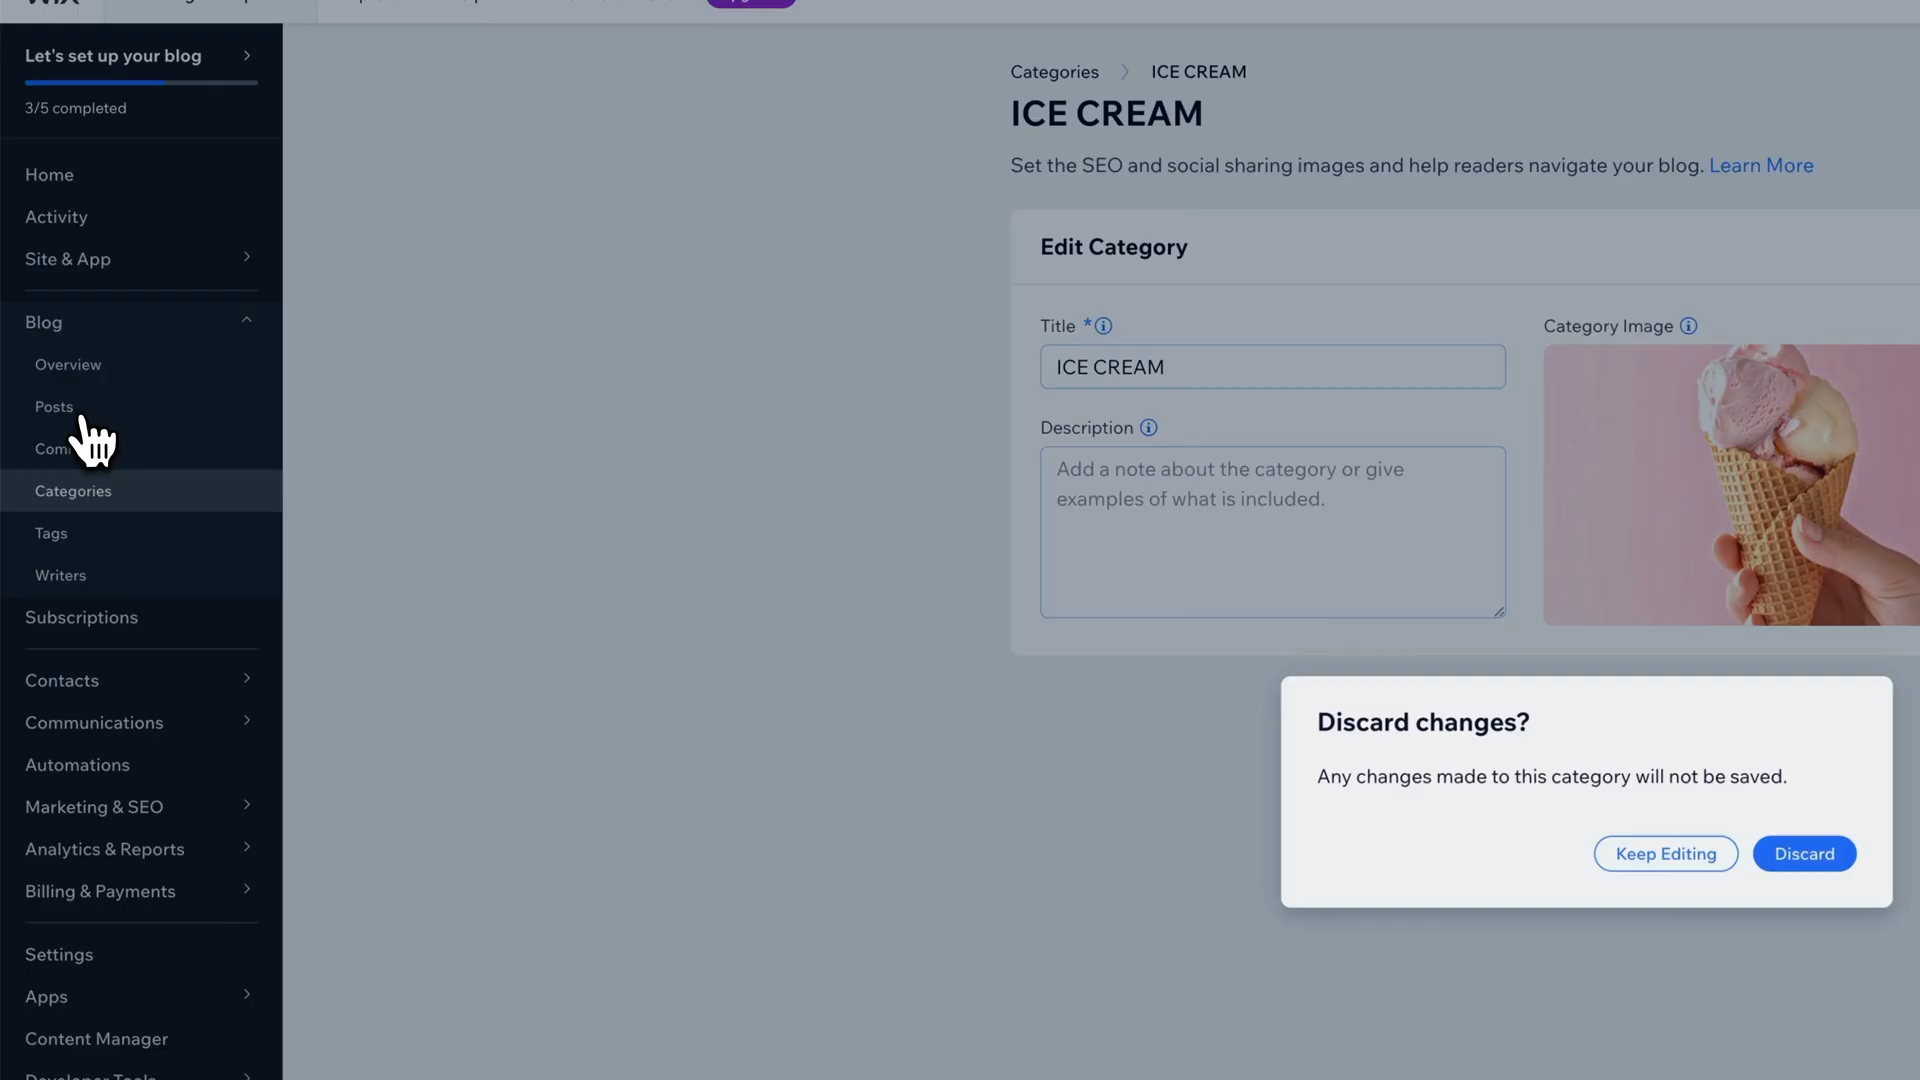 Let's set up your blog
3/5 completed
Home
Activity
Site & App
Blog
Overview
Posts
Categories
Tags
Writers
Subscriptions
Contacts
Communications
Automations
Marketing & SEO
Analytics & Reports
Billing & Payments
Settings
Apps
Content Manager
Developer Tools
Categories ICE CREAM
ICE CREAM
Set the SEO and social sharing images and help readers navigate your blog. Learn More
Edit Category
Title *
ICE CREAM
Description
Add a note about the category or give
examples of what is included.
Category Image
Discard changes?
Any changes made to this category will not be saved.
Keep Editing Discard